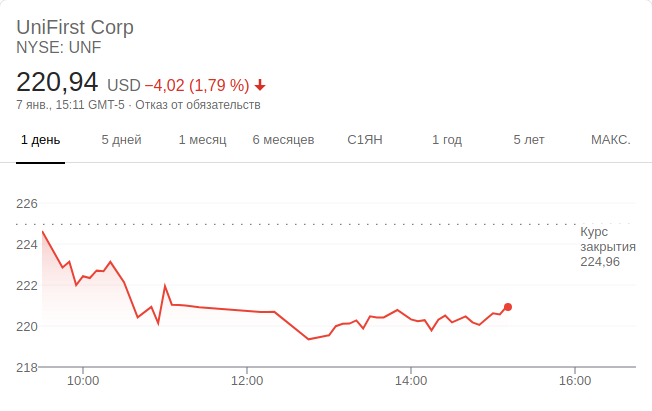 UniFirst Corp
NYSE: UNF
220,94 USD −4,02 (1,79 %)
7 янв., 15:11 GMT-5 · Отказ от обязательств
1 день 5 дней 1 месяц 6 месяцев С1ЯН 1 год 5 лет МАКС.
226
Курс
закрытия
224,96
224
222
220
218
10:00 12:00 14:00 16:00